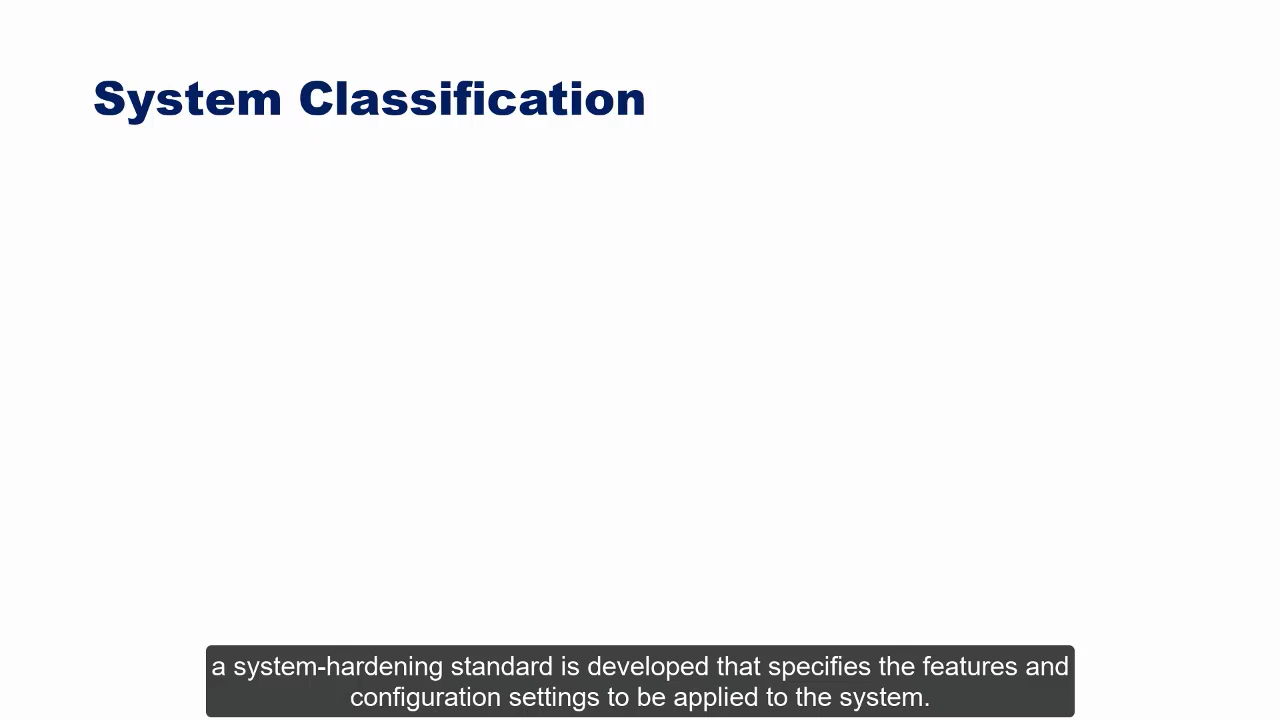 System Classification
a system-hardening standard is developed that specifies the features and
configuration settings to be applied to the system.